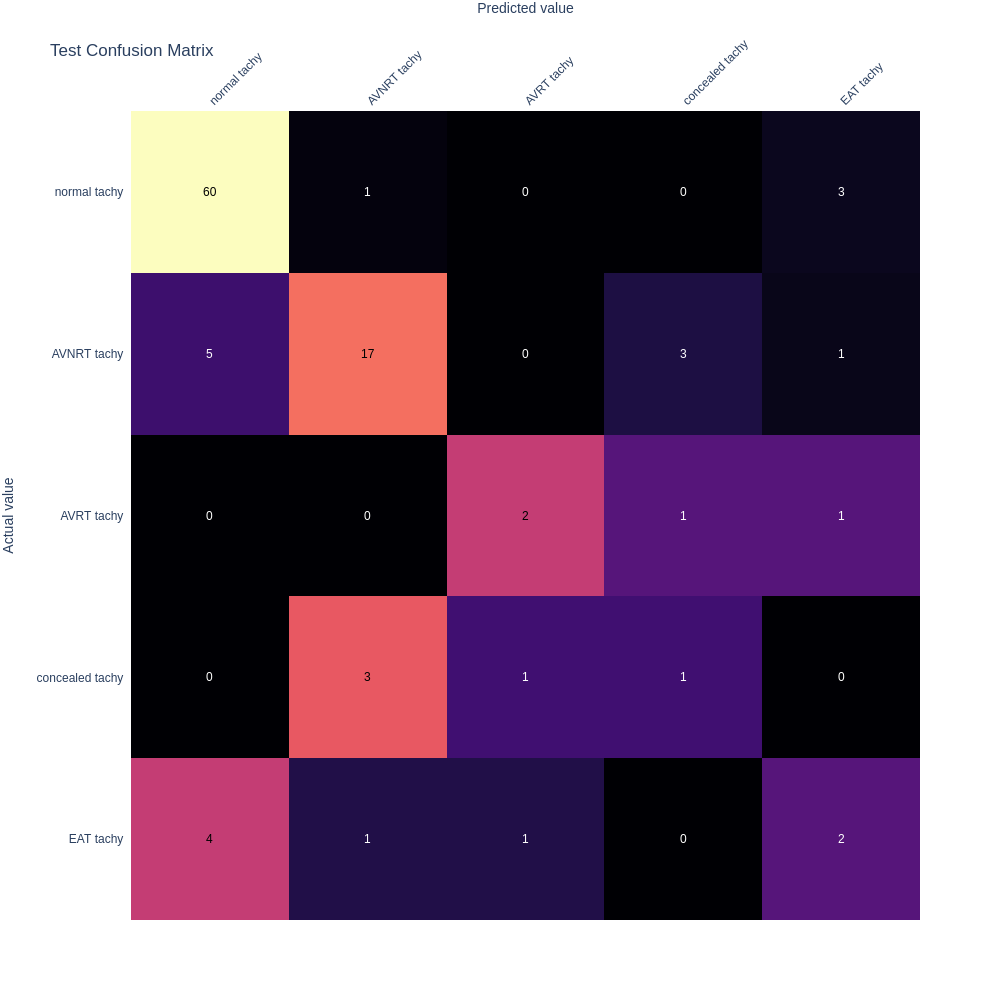 Predicted value
Test Confusion Matrix
normal tachy AVNRT tachy AVRT tachy concealed tachy EAT tachy
normal tachy 60 1 0 0 3
AVNRT tachy 5 17 0 3 1
Actual value
AVRT tachy 0 0 2 1 1
concealed tachy 0 3 1 1 0
EAT tachy 4 1 1 0 2